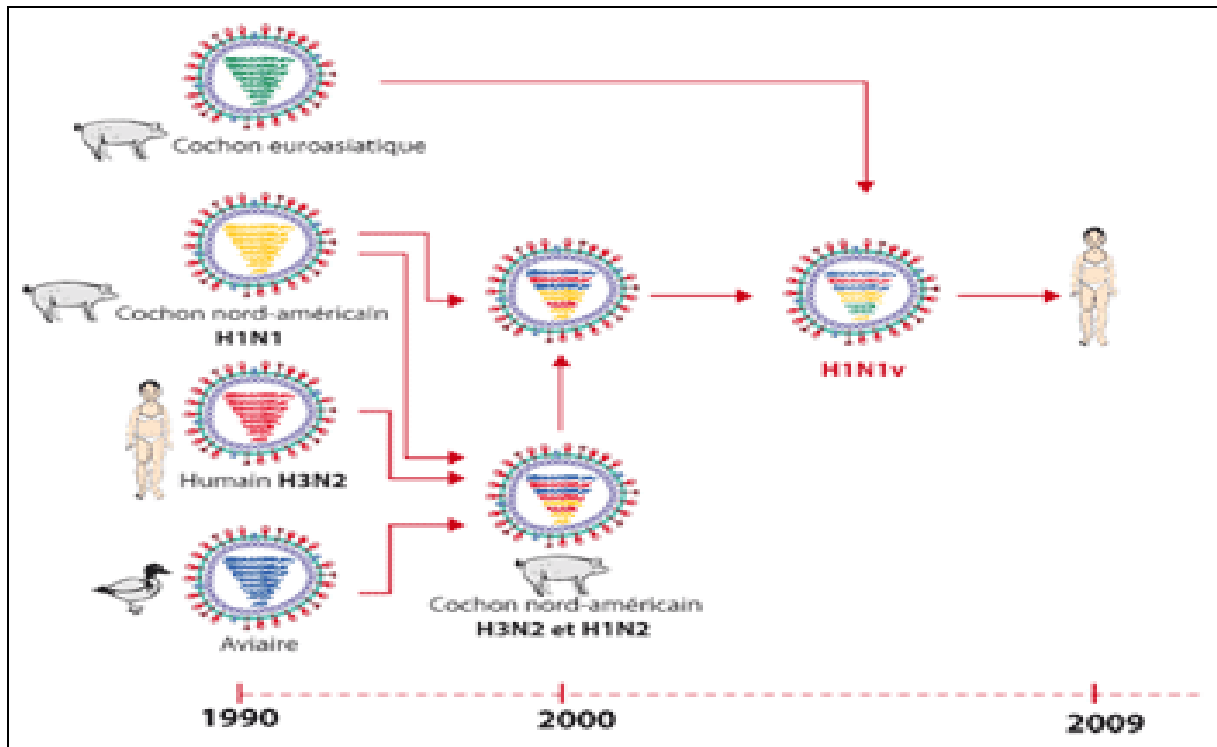 Cochon euroasiatique
Cochon nord-américain
H1N1
H1N1v
Humain H3N2
Cochon nord-américain
H3N2 et H1N2
Aviaire
1990
2000
2009